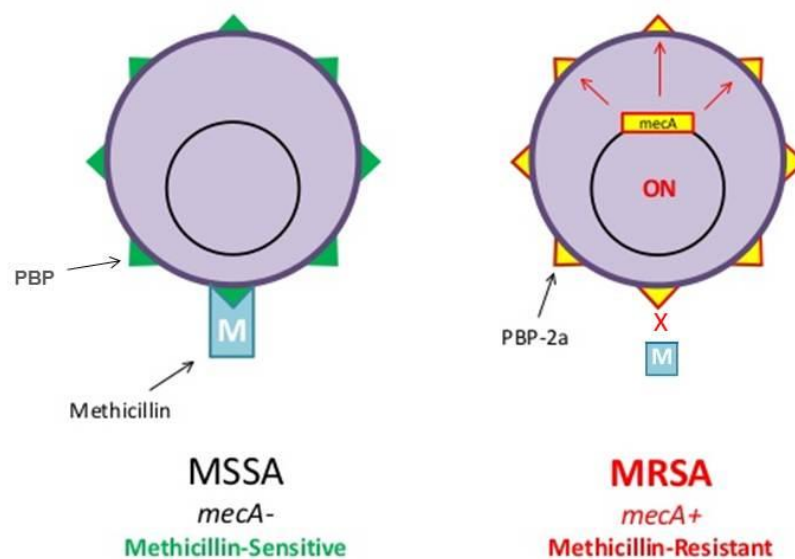 PBP
M
Methicillin
MSSA
mecA-
Methicillin-Sensitive
mecA
ON
PBP-2a
X
M
MRSA
mecA+
Methicillin-Resistant